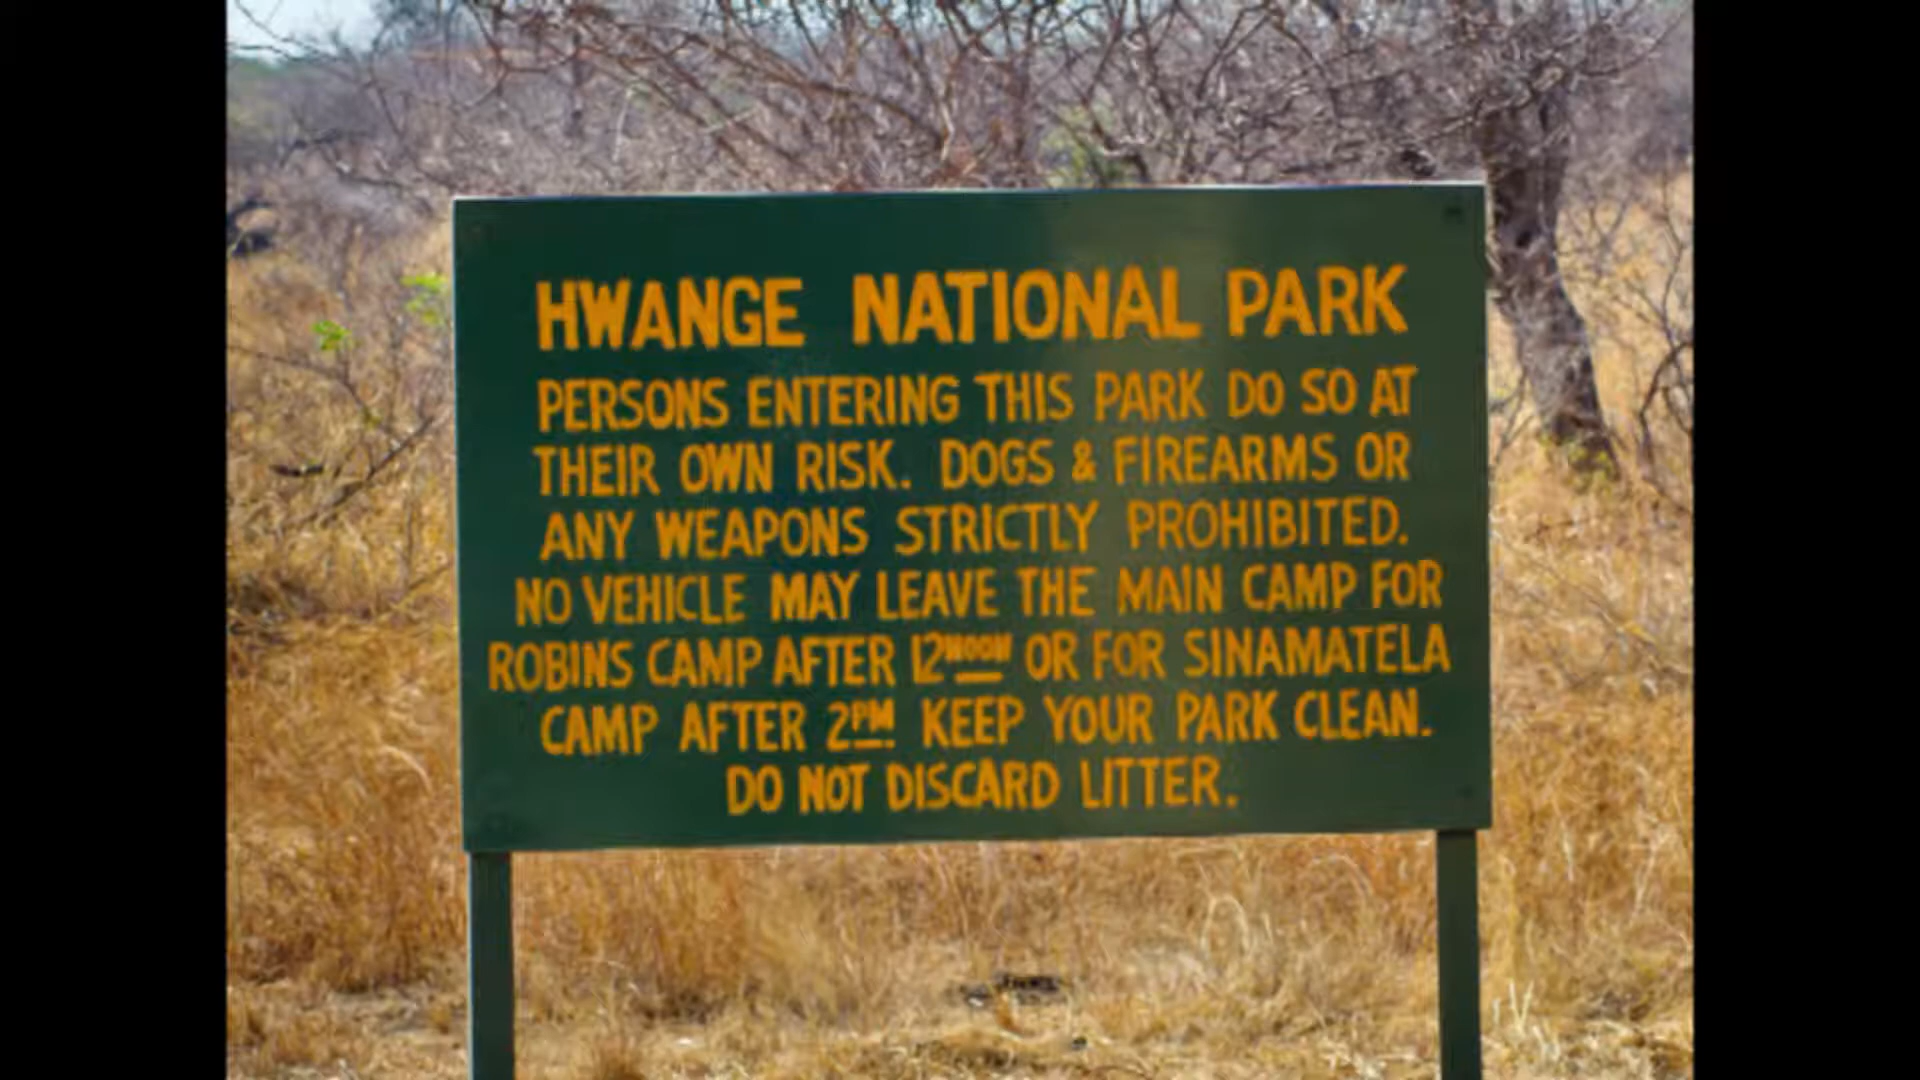 HWANGE NATIONAL PARK
PERSONS ENTERING THIS PARK DO SO AT
THEIR OWN RISK. DOGS & FIREARMS OR
ANY WEAPONS STRICTLY PROHIBITED.
NO VEHICLE MAY LEAVE THE MAIN CAMP FOR
ROBINS CAMP AFTER 12NOON OR FOR SINAMATELA
CAMP AFTER 2PM. KEEP YOUR PARK CLEAN.
DO NOT DISCARD LITTER.